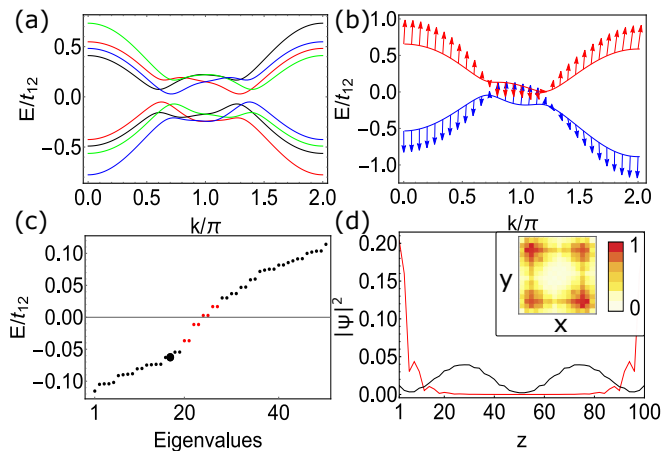 (a)
E/t12
0.5
0.0
-0.5
0.0 0.5 1.0 1.5 2.0
k/π
(b)
E/t12
1.0
0.5
0.0
-0.5
-1.0
0.0 0.5 1.0 1.5 2.0
k/π
(c)
E/t12
0.10
0.05
0.00
-0.05
-0.10
1 20 40
Eigenvalues
(d)
|ψ|²
0.20
0.15
0.10
0.05
0.00
1 20 40 60 80 100
z
y
x
1
0